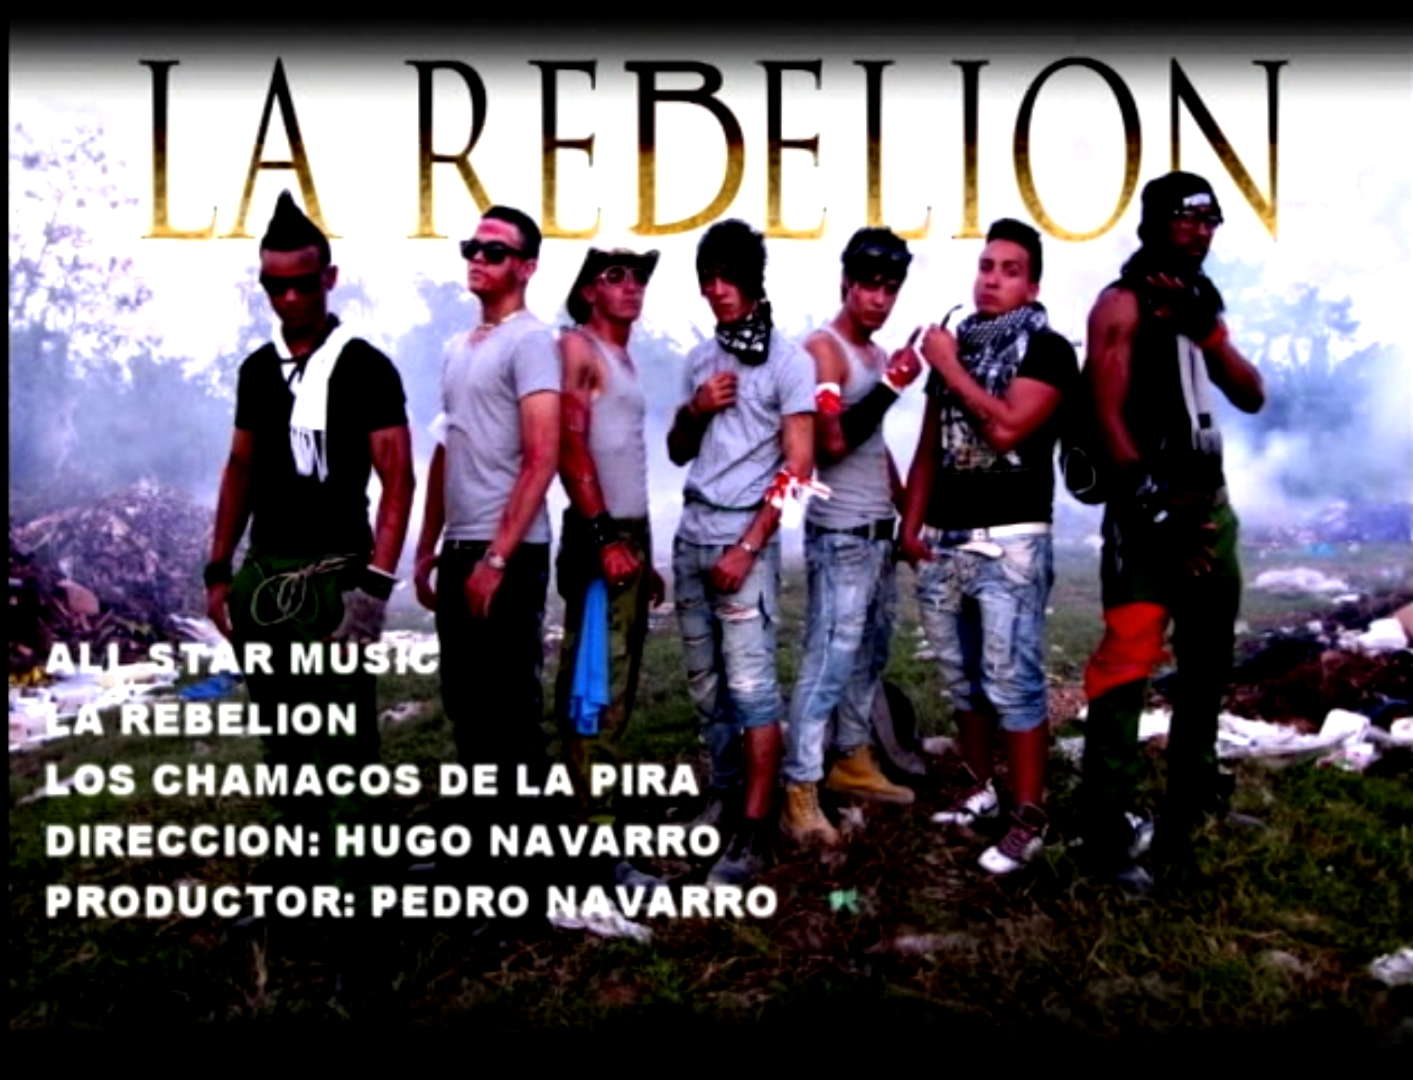 LA REBELION
ALL STAR MUSIC
LA REBELION
LOS CHAMACOS DE LA PIRA
DIRECCION: HUGO NAVARRO
PRODUCTOR: PEDRO NAVARRO